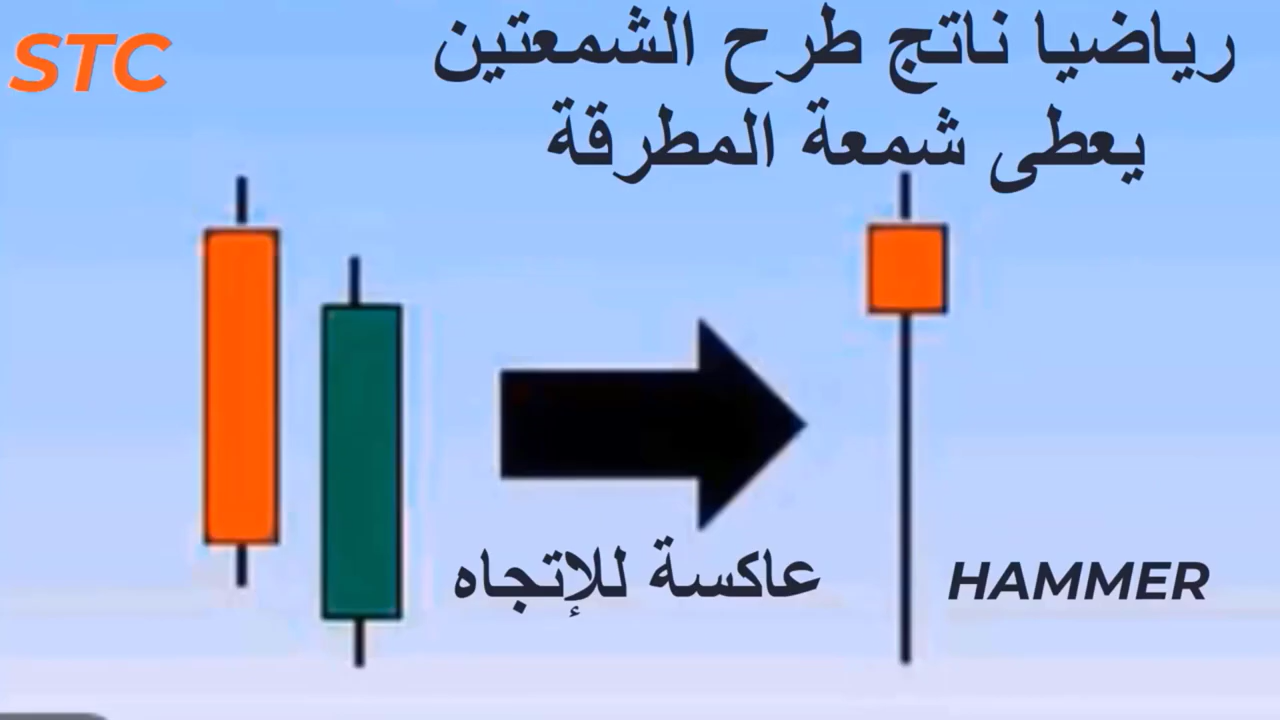 STC
رياضيا ناتج طرح الشمعتين
يعطى شمعة المطرقة
عاكسة للإتجاه
HAMMER